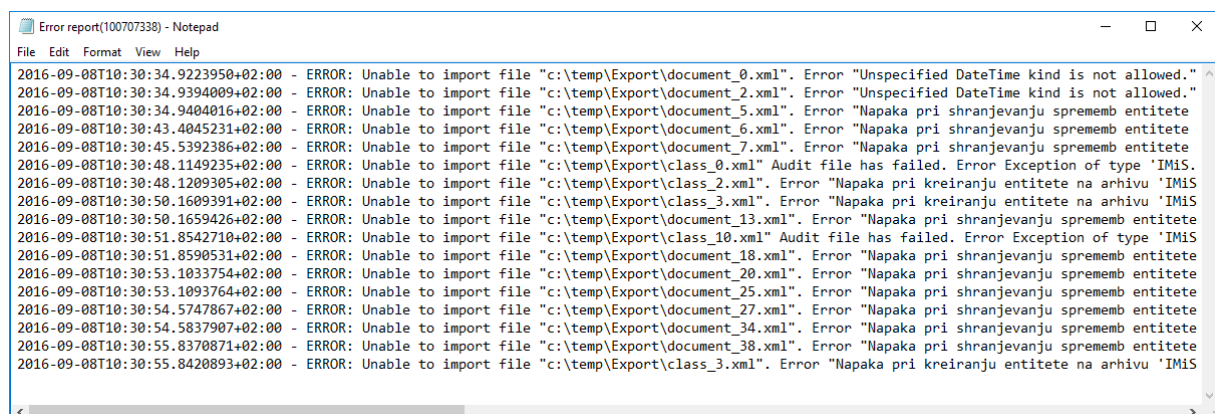 Error report(100707338) - Notepad
File Edit Format View Help
2016-09-08T10:30:34.9223950+02:00 - ERROR: Unable to import file "c:\temp\Export\document_0.xml". Error "Unspecified DateTime kind is not allowed."
2016-09-08T10:30:34.9394009+02:00 - ERROR: Unable to import file "c:\temp\Export\document_2.xml". Error "Unspecified DateTime kind is not allowed."
2016-09-08T10:30:34.9404016+02:00 - ERROR: Unable to import file "c:\temp\Export\document_5.xml". Error "Napaka pri shranjevanju sprememb entitete
2016-09-08T10:30:43.4045231+02:00 - ERROR: Unable to import file "c:\temp\Export\document_6.xml". Error "Napaka pri shranjevanju sprememb entitete
2016-09-08T10:30:45.5392386+02:00 - ERROR: Unable to import file "c:\temp\Export\document_7.xml". Error "Napaka pri shranjevanju sprememb entitete
2016-09-08T10:30:48.1149235+02:00 - ERROR: Unable to import file "c:\temp\Export\class_0.xml" Audit file has failed. Error Exception of type 'IMiS.
2016-09-08T10:30:48.1209305+02:00 - ERROR: Unable to import file "c:\temp\Export\class_2.xml". Error "Napaka pri kreiranju entitete na arhivu 'IMiS
2016-09-08T10:30:50.1609391+02:00 - ERROR: Unable to import file "c:\temp\Export\class_3.xml". Error "Napaka pri kreiranju entitete na arhivu 'IMiS
2016-09-08T10:30:50.1659426+02:00 - ERROR: Unable to import file "c:\temp\Export\document_13.xml". Error "Napaka pri shranjevanju sprememb entitete
2016-09-08T10:30:51.8542710+02:00 - ERROR: Unable to import file "c:\temp\Export\class_10.xml" Audit file has failed. Error Exception of type 'IMiS
2016-09-08T10:30:51.8590531+02:00 - ERROR: Unable to import file "c:\temp\Export\document_18.xml". Error "Napaka pri shranjevanju sprememb entitete
2016-09-08T10:30:53.1033754+02:00 - ERROR: Unable to import file "c:\temp\Export\document_20.xml". Error "Napaka pri shranjevanju sprememb entitete
2016-09-08T10:30:53.1093764+02:00 - ERROR: Unable to import file "c:\temp\Export\document_25.xml". Error "Napaka pri shranjevanju sprememb entitete
2016-09-08T10:30:54.5747867+02:00 - ERROR: Unable to import file "c:\temp\Export\document_27.xml". Error "Napaka pri shranjevanju sprememb entitete
2016-09-08T10:30:54.5837907+02:00 - ERROR: Unable to import file "c:\temp\Export\document_34.xml". Error "Napaka pri shranjevanju sprememb entitete
2016-09-08T10:30:55.8370871+02:00 - ERROR: Unable to import file "c:\temp\Export\document_38.xml". Error "Napaka pri shranjevanju sprememb entitete
2016-09-08T10:30:55.8420893+02:00 - ERROR: Unable to import file "c:\temp\Export\class_3.xml". Error "Napaka pri kreiranju entitete na arhivu 'IMiS